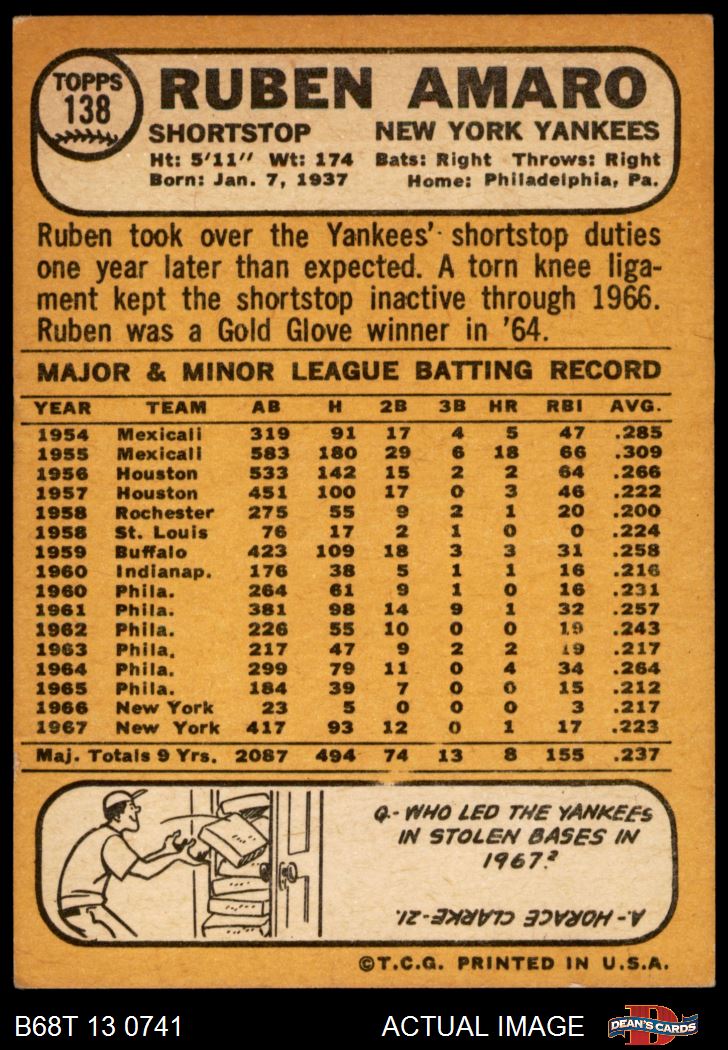 TOPPS
138
RUBEN AMARO
SHORTSTOP NEW YORK YANKEES
Ht: 5'11" Wt: 174 Bats: Right Throws: Right
Born: Jan. 7, 1937 Home: Philadelphia, Pa.
Ruben took over the Yankees' shortstop duties
one year later than expected. A torn knee liga-
ment kept the shortstop inactive through 1966.
Ruben was a Gold Glove winner in '64.
MAJOR & MINOR LEAGUE BATTING RECORD
YEAR TEAM AB H 2B 3B HR RBI AVG.
1954 Mexicali 319 91 17 4 5 47 .285
1955 Mexicali 583 180 29 6 18 66 .309
1956 Houston 533 142 15 2 2 64 .266
1957 Houston 451 100 17 0 3 46 .222
1958 Rochester 275 55 9 2 1 20 .200
1958 St. Louis 76 17 2 1 0 0 .224
1959 Buffalo 423 109 18 3 3 31 .258
1960 Indianap. 176 38 5 1 1 16 .216
1960 Phila. 264 61 9 1 0 16 .231
1961 Phila. 381 98 14 9 1 32 .257
1962 Phila. 226 55 10 0 0 19 .243
1963 Phila. 217 47 9 2 2 19 .217
1964 Phila. 299 79 11 0 4 34 .264
1965 Phila. 184 39 7 0 0 15 .212
1966 New York 23 5 0 0 0 3 .217
1967 New York 417 93 12 0 1 17 .223
Maj. Totals 9 Yrs. 2087 494 74 13 8 155 .237
Q.- WHO LED THE YANKEES
IN STOLEN BASES IN
1967?
A.- HORACE CLARKE-21.
©T.C.G. PRINTED IN U.S.A.
B68T 13 0741 ACTUAL IMAGE DEAN'S CARDS